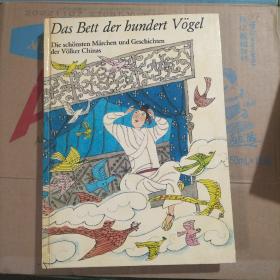 Das Bett der hundert Vögel
Die schönsten Märchen und Geschichten
der Völker Chinas